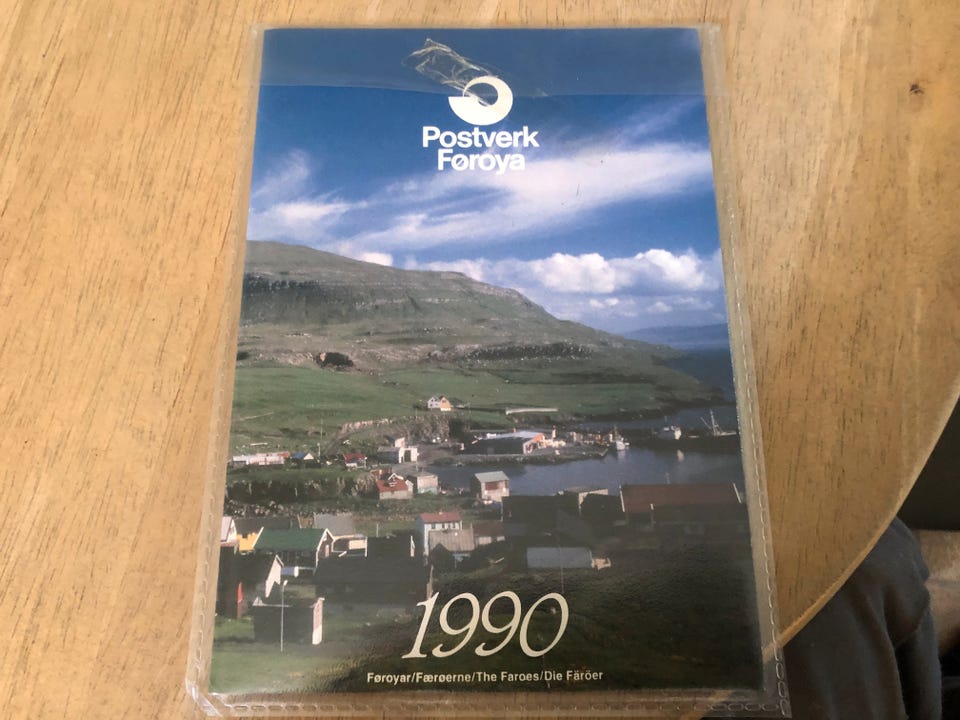 Postverk
Føroya
1990
Føroyar/Færøerne/The Faroes/Die Färöer